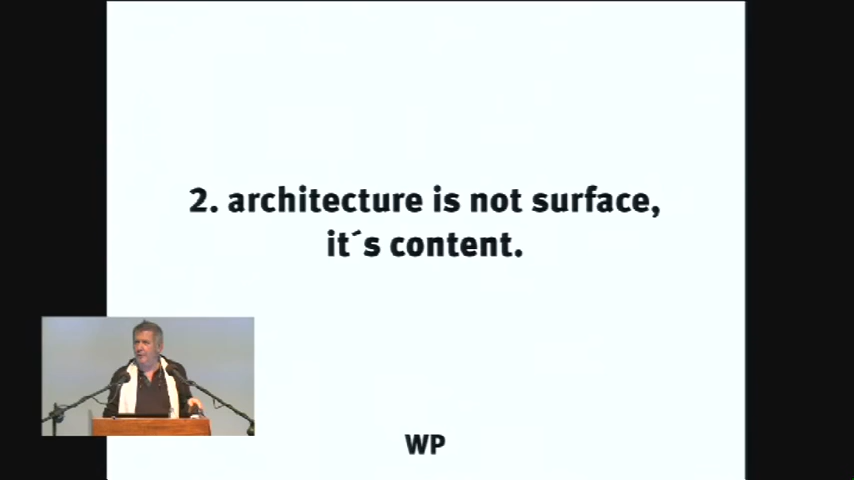 2. architecture is not surface,
it´s content.
WP